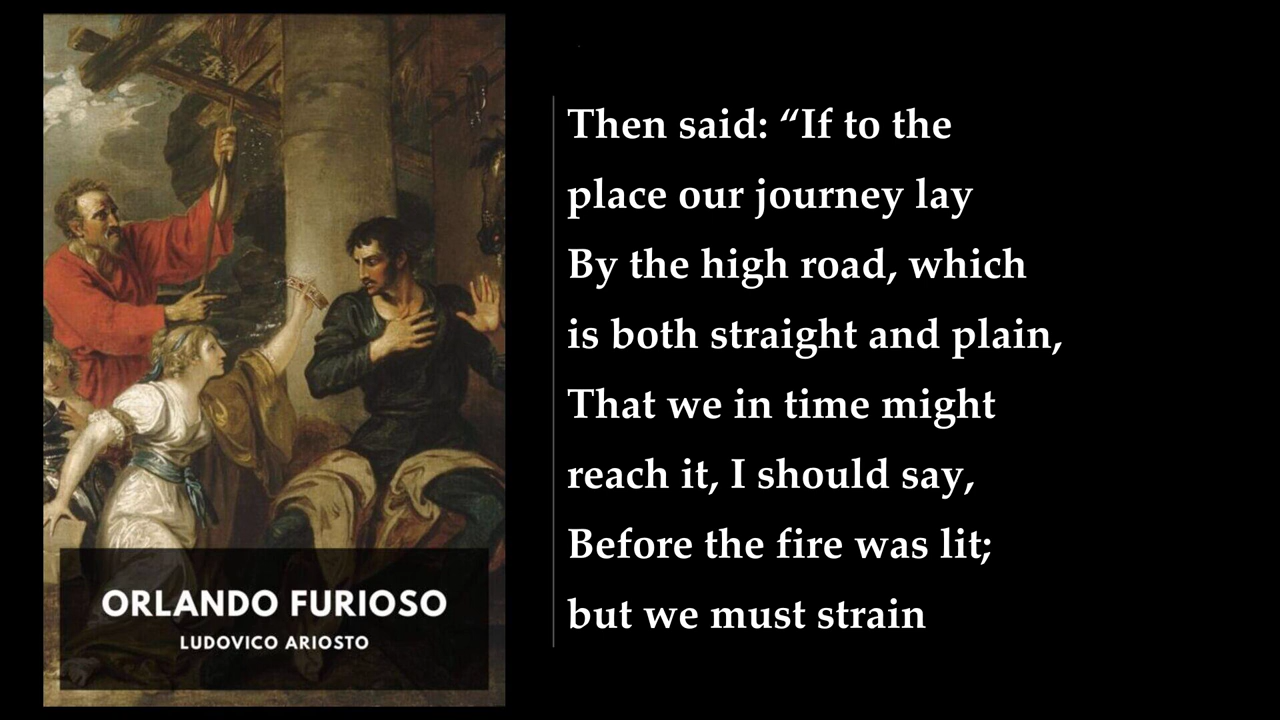 ORLANDO FURIOSO
LUDOVICO ARIOSTO
Then said: “If to the
place our journey lay
By the high road, which
is both straight and plain,
That we in time might
reach it, I should say,
Before the fire was lit;
but we must strain